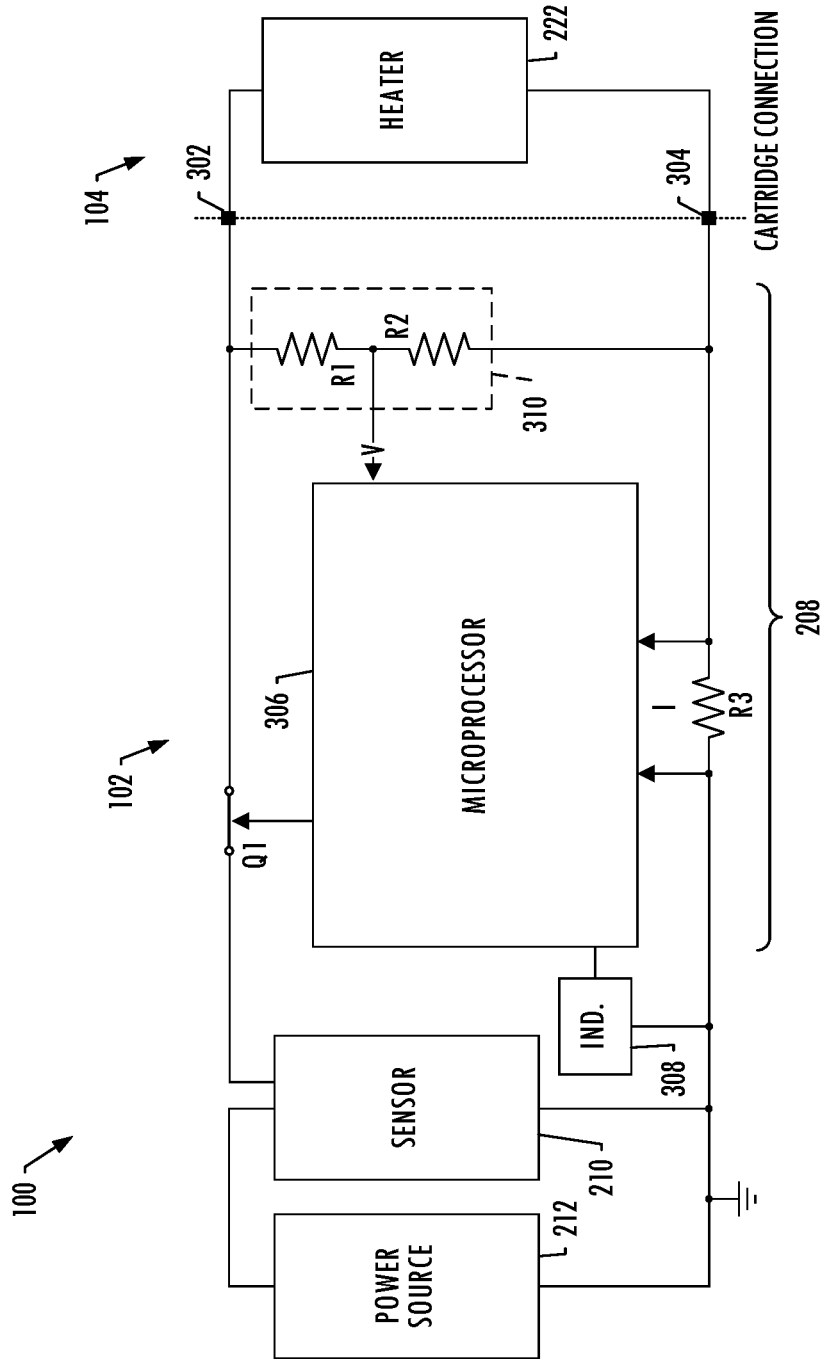 100
102
104
POWER
SOURCE
212
SENSOR
210
IND.
308
Q1
306
MICROPROCESSOR
V
I
R3
R1
R2
310
302
304
HEATER
222
208
CARTRIDGE CONNECTION